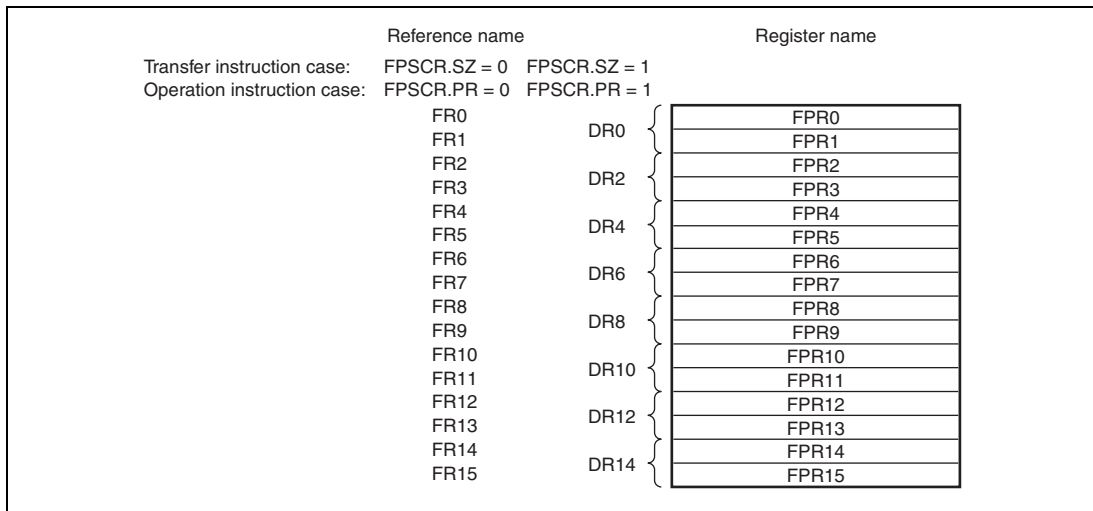 Reference name Register name
Transfer instruction case: FPSCR.SZ = 0 FPSCR.SZ = 1
Operation instruction case: FPSCR.PR = 0 FPSCR.PR = 1
FR0 FPR0
DR0
FR1 FPR1
FR2 FPR2
DR2
FR3 FPR3
FR4 FPR4
DR4
FR5 FPR5
FR6 FPR6
DR6
FR7 FPR7
FR8 FPR8
DR8
FR9 FPR9
FR10 FPR10
DR10
FR11 FPR11
FR12 FPR12
DR12
FR13 FPR13
FR14 FPR14
DR14
FR15 FPR15